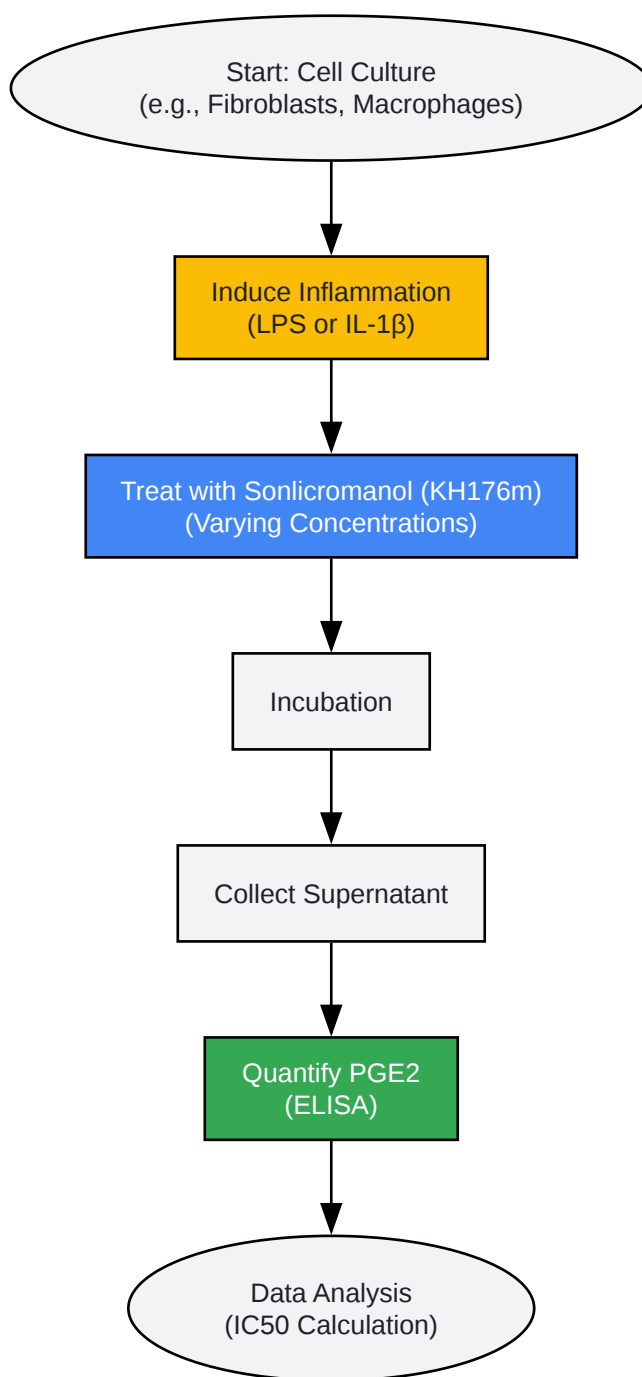 Start: Cell Culture
(e.g., Fibroblasts, Macrophages)
Induce Inflammation
(LPS or IL-1β)
Treat with Sonlicromanol (KH176m)
(Varying Concentrations)
Incubation
Collect Supernatant
Quantify PGE2
(ELISA)
Data Analysis
(IC50 Calculation)